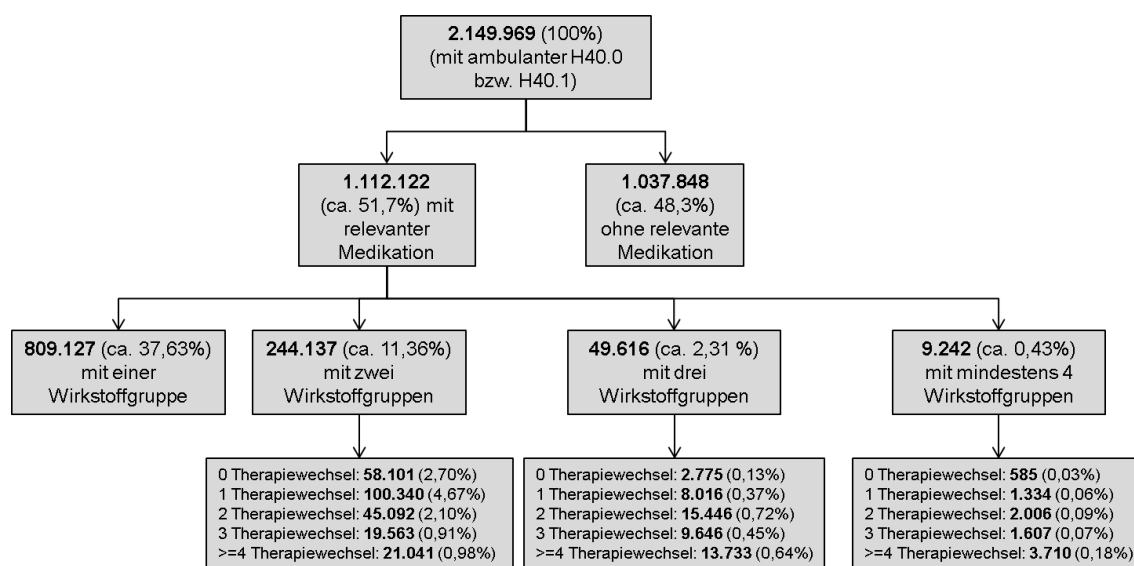 2.149.969 (100%)
(mit ambulanter H40.0
bzw. H40.1)
1.112.122
(ca. 51,7%) mit
relevanter
Medikation
1.037.848
(ca. 48,3%)
ohne relevante
Medikation
809.127 (ca. 37,63%)
mit einer
Wirkstoffgruppe
244.137 (ca. 11,36%)
mit zwei
Wirkstoffgruppen
49.616 (ca. 2,31 %)
mit drei
Wirkstoffgruppen
9.242 (ca. 0,43%)
mit mindestens 4
Wirkstoffgruppen
0 Therapiewechsel: 58.101 (2,70%)
1 Therapiewechsel: 100.340 (4,67%)
2 Therapiewechsel: 45.092 (2,10%)
3 Therapiewechsel: 19.563 (0,91%)
>=4 Therapiewechsel: 21.041 (0,98%)
0 Therapiewechsel: 2.775 (0,13%)
1 Therapiewechsel: 8.016 (0,37%)
2 Therapiewechsel: 15.446 (0,72%)
3 Therapiewechsel: 9.646 (0,45%)
>=4 Therapiewechsel: 13.733 (0,64%)
0 Therapiewechsel: 585 (0,03%)
1 Therapiewechsel: 1.334 (0,06%)
2 Therapiewechsel: 2.006 (0,09%)
3 Therapiewechsel: 1.607 (0,07%)
>=4 Therapiewechsel: 3.710 (0,18%)